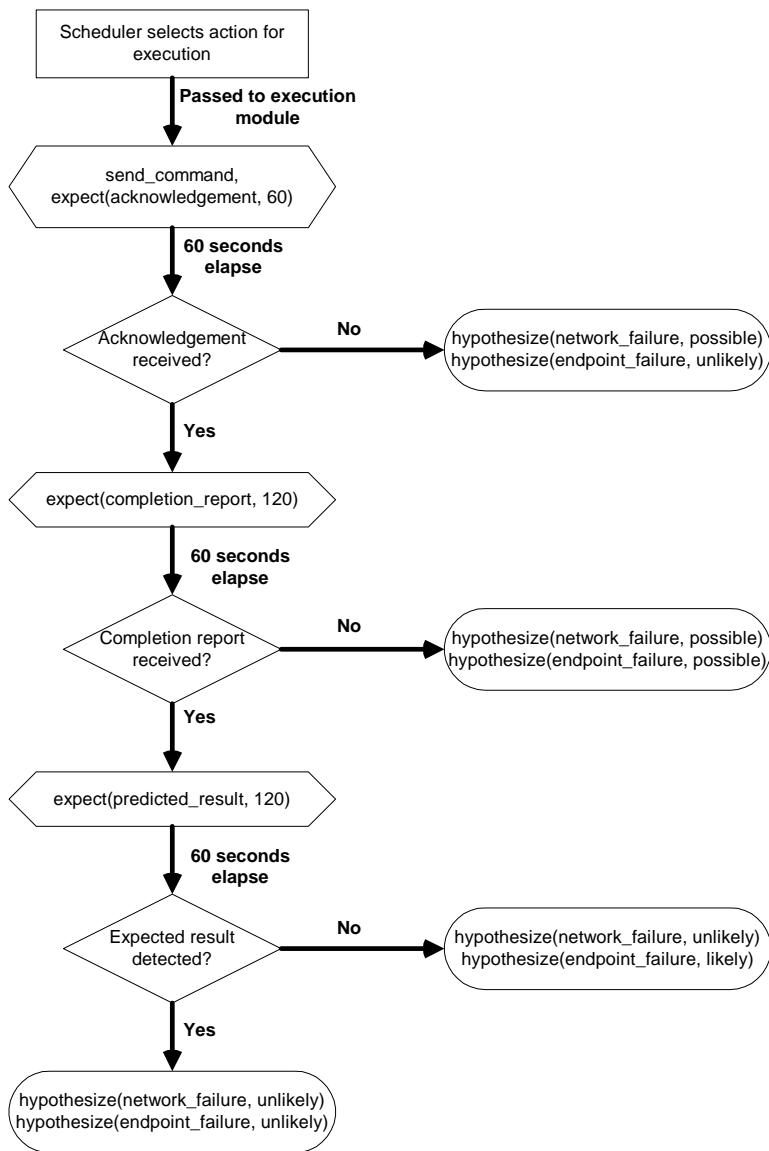 Scheduler selects action for
execution
Passed to execution
module
send_command,
expect(acknowledgement, 60)
60 seconds
elapse
Acknowledgement
received?
No
hypothesize(network_failure, possible)
hypothesize(endpoint_failure, unlikely)
Yes
expect(completion_report, 120)
60 seconds
elapse
Completion report
received?
No
hypothesize(network_failure, possible)
hypothesize(endpoint_failure, possible)
Yes
expect(predicted_result, 120)
60 seconds
elapse
Expected result
detected?
No
hypothesize(network_failure, unlikely)
hypothesize(endpoint_failure, likely)
Yes
hypothesize(network_failure, unlikely)
hypothesize(endpoint_failure, unlikely)